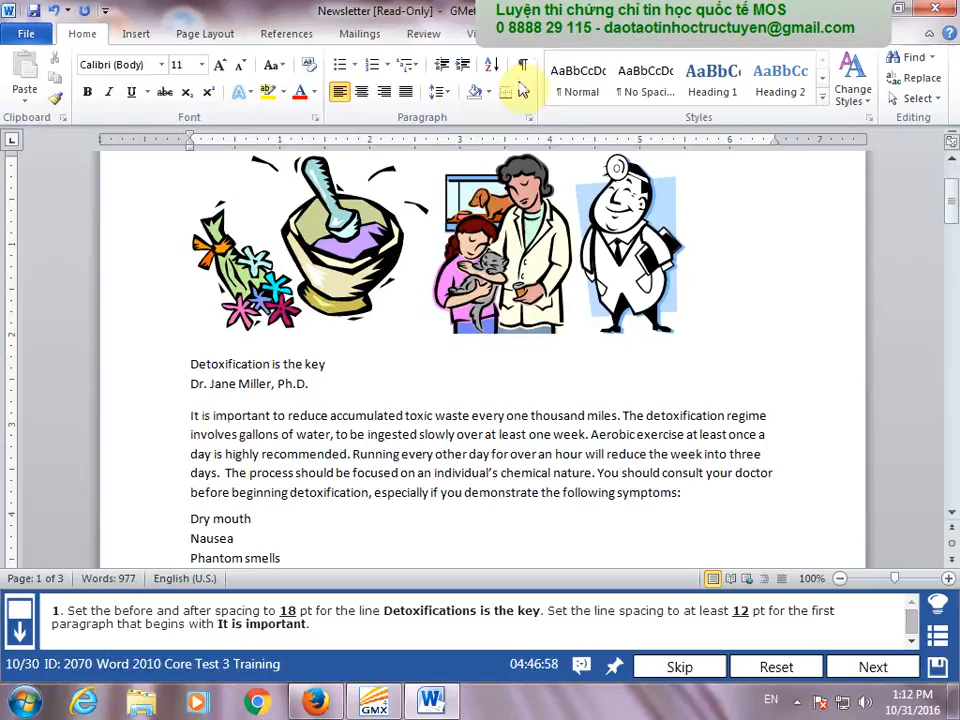 Newsletter [Read-Only] - GMet
Luyện thi chứng chỉ tin học quốc tế MOS
0 8888 29 115 - daotaotinhoctructuyen@gmail.com
File Home Insert Page Layout References Mailings Review
Paste
Calibri (Body) 11
AaBbCcDc AaBbCcDc AaBbCc AaBbCc
¶ Normal ¶ No Spaci... Heading 1 Heading 2
Change Styles
Find
Replace
Select
Clipboard Font Paragraph Styles Editing
1 2 3 4 5 6 7
Detoxification is the key
Dr. Jane Miller, Ph.D.
It is important to reduce accumulated toxic waste every one thousand miles. The detoxification regime
involves gallons of water, to be ingested slowly over at least one week. Aerobic exercise at least once a
day is highly recommended. Running every other day for over an hour will reduce the week into three
days. The process should be focused on an individual's chemical nature. You should consult your doctor
before beginning detoxification, especially if you demonstrate the following symptoms:
Dry mouth
Nausea
Phantom smells
Page: 1 of 3 Words: 977 English (U.S.) 100%
1. Set the before and after spacing to 18 pt for the line Detoxifications is the key. Set the line spacing to at least 12 pt for the first
paragraph that begins with It is important.
10/30 ID: 2070 Word 2010 Core Test 3 Training 04:46:58 Skip Reset Next
EN 1:12 PM
10/31/2016